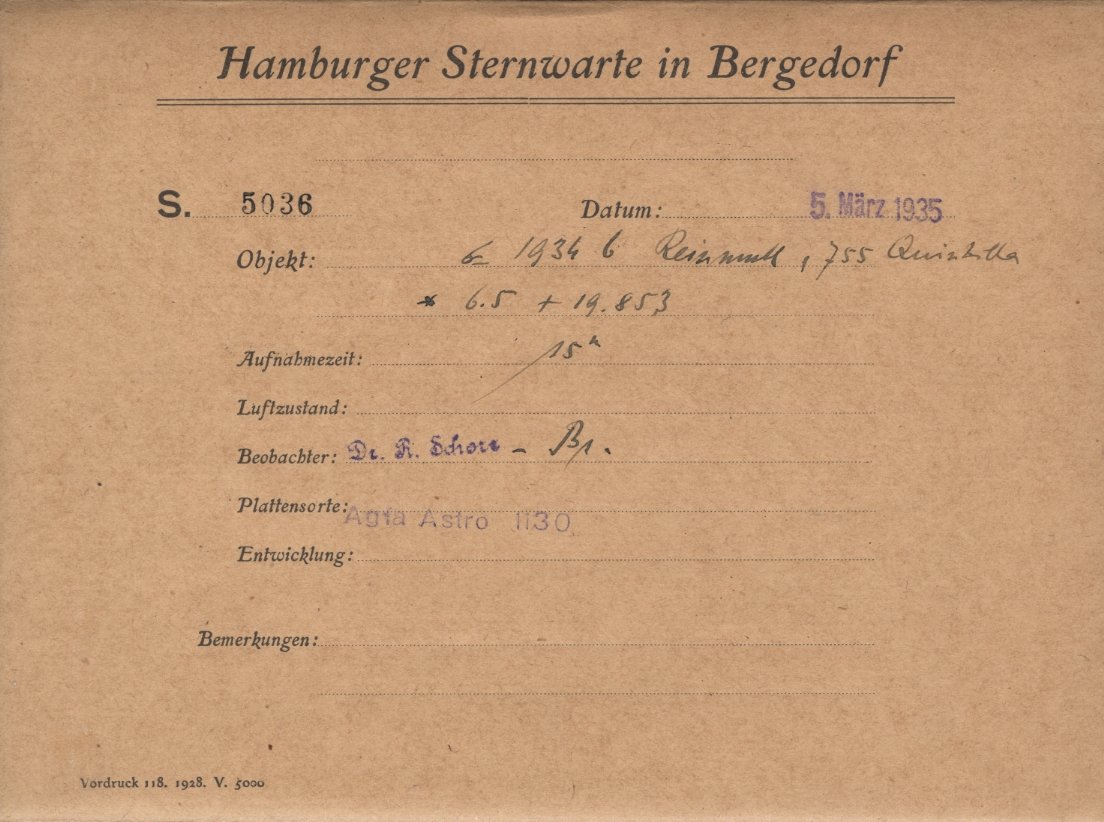 Hamburger Sternwarte in Bergedorf
S. 5036 Datum: 5. März 1935
Objekt: 1934 b Reinmuth, 755 Quintilla
* 6.5 + 19.853
Aufnahmezeit: 15
Luftzustand:
Beobachter: Dr. R. Schorr - Br.
Plattensorte: Agfa Astro 1130
Entwicklung:
Bemerkungen:
Vordruck 118. 1928. V. 5000